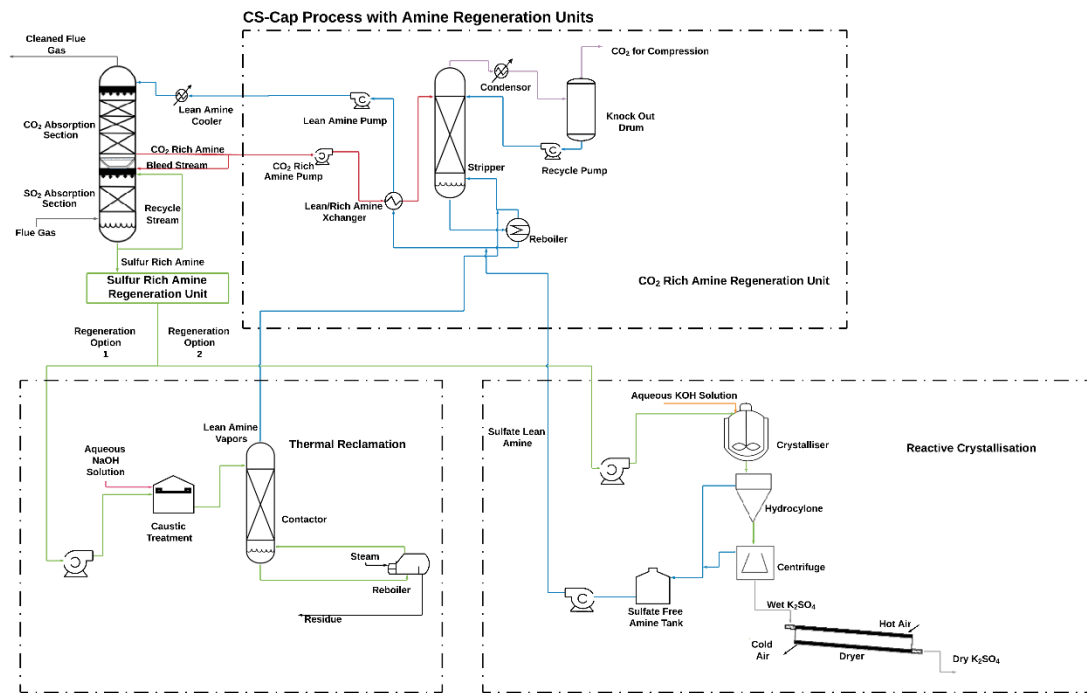 CS-Cap Process with Amine Regeneration Units
Cleaned Flue
Gas
CO₂ for Compression
Condensor
Knock Out
Drum
Lean Amine
Cooler
Lean Amine Pump
CO₂ Absorption
Section
CO₂ Rich Amine
Bleed Stream
CO₂ Rich
Amine Pump
Stripper
Recycle Pump
SO₂ Absorption
Section
Recycle
Stream
Lean/Rich Amine
Xchanger
Flue Gas
Reboiler
Sulfur Rich Amine
Sulfur Rich Amine
Regeneration Unit
CO₂ Rich Amine Regeneration Unit
Regeneration
Option
1
Regeneration
Option
2
Lean Amine
Vapors
Thermal Reclamation
Aqueous
NaOH
Solution
Caustic
Treatment
Contactor
Steam
Reboiler
Residue
Aqueous KOH Solution
Sulfate Lean
Amine
Crystalliser
Reactive Crystallisation
Hydrocylone
Centrifuge
Sulfate Free
Amine Tank
Wet K₂SO₄
Hot Air
Cold
Air
Dryer
Dry K₂SO₄